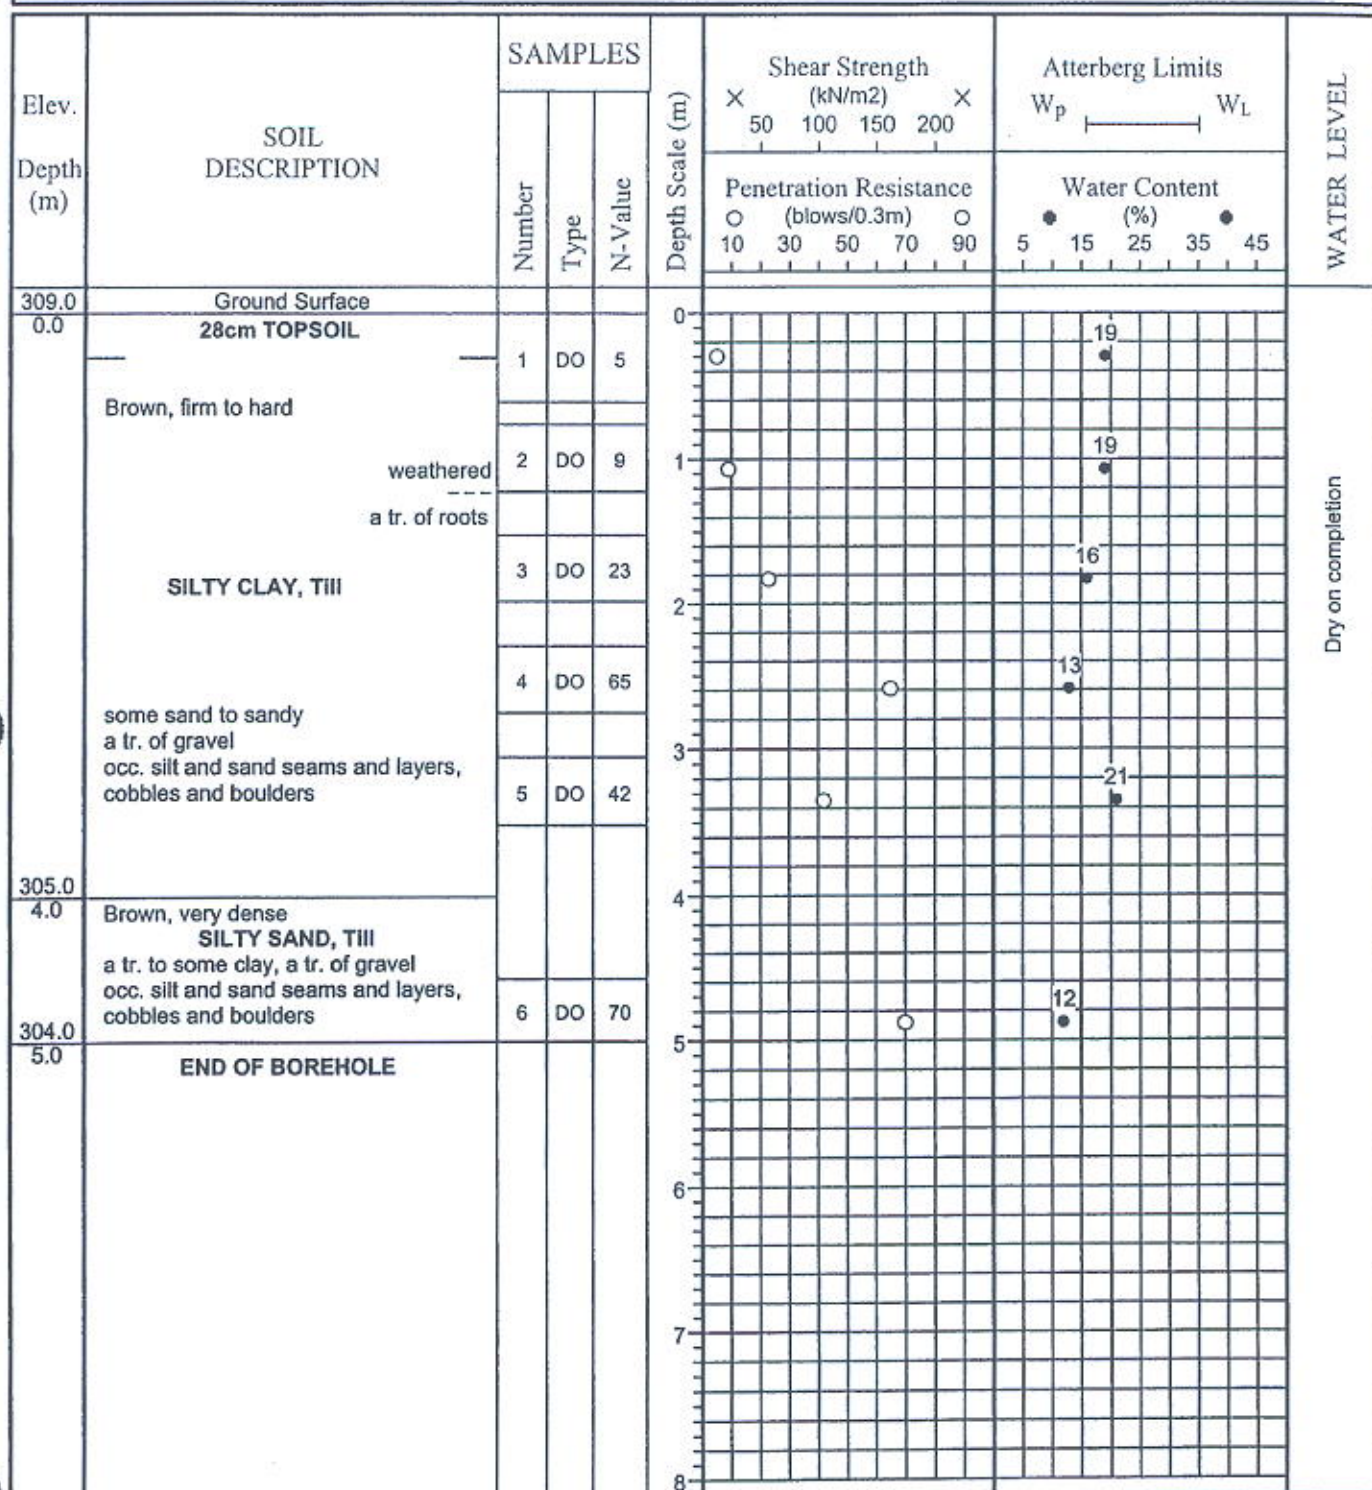 Elev.
Depth
(m)
SOIL
DESCRIPTION
SAMPLES
Number
Type
N-Value
Depth Scale (m)
Shear Strength
× (kN/m2) ×
50 100 150 200
Penetration Resistance
(blows/0.3m)
10 30 50 70 90
Atterberg Limits
Wp WL
Water Content
(%)
5 15 25 35 45
WATER LEVEL
309.0 Ground Surface
0.0 28cm TOPSOIL
0
1 DO 5
19
Brown, firm to hard
weathered
2 DO 9
1
19
a tr. of roots
3 DO 23
16
SILTY CLAY, Till
2
4 DO 65
13
some sand to sandy
a tr. of gravel
occ. silt and sand seams and layers,
cobbles and boulders
3
5 DO 42
21
305.0
4.0
4
Brown, very dense
SILTY SAND, Till
a tr. to some clay, a tr. of gravel
occ. silt and sand seams and layers,
cobbles and boulders
6 DO 70
12
304.0
5.0
5
END OF BOREHOLE
6
7
8
Dry on completion